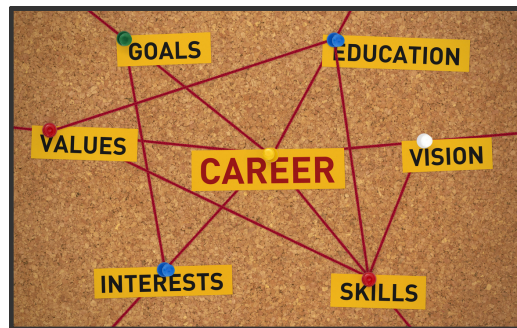 GOALS
EDUCATION
VALUES
CAREER
VISION
INTERESTS
SKILLS